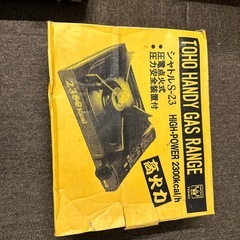 TOHO HANDY GAS RANGE
シャトルS-23
HIGH-POWER 2300kcal/h
圧電点火式
圧力安全装置付
2300kcal
高火力